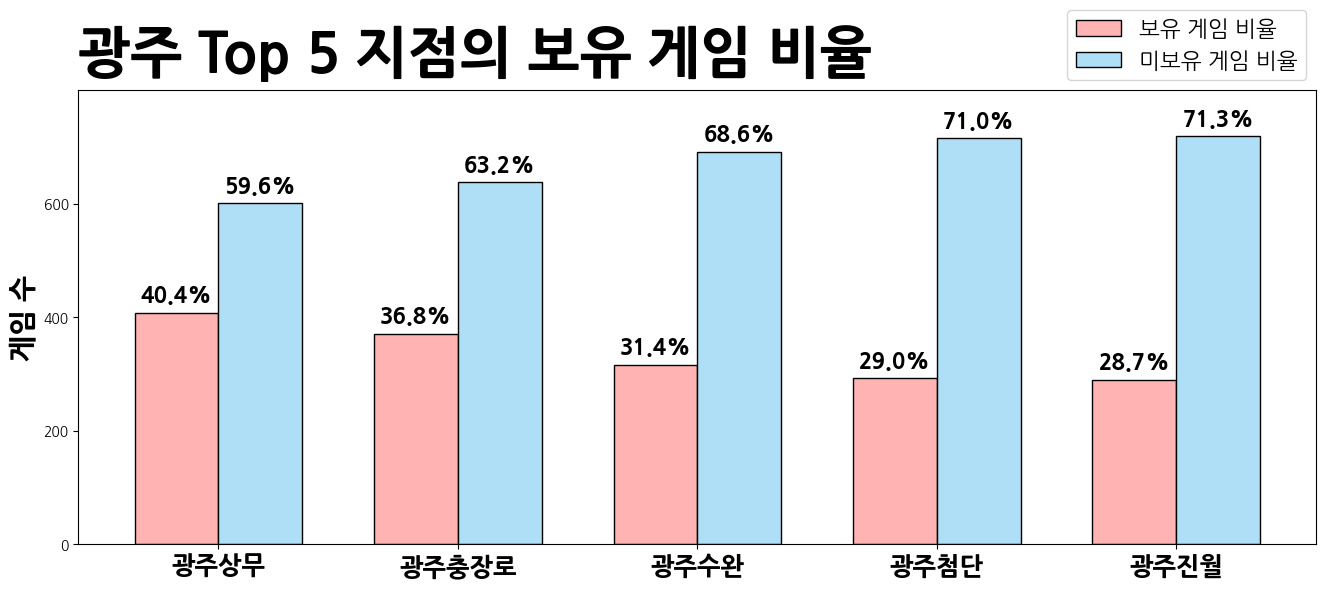 광주 Top 5 지점의 보유 게임 비율
보유 게임 비율
미보유 게임 비율
게임 수
600
400
200
0
40.4%
59.6%
36.8%
63.2%
31.4%
68.6%
29.0%
71.0%
28.7%
71.3%
광주상무
광주충장로
광주수완
광주첨단
광주진월